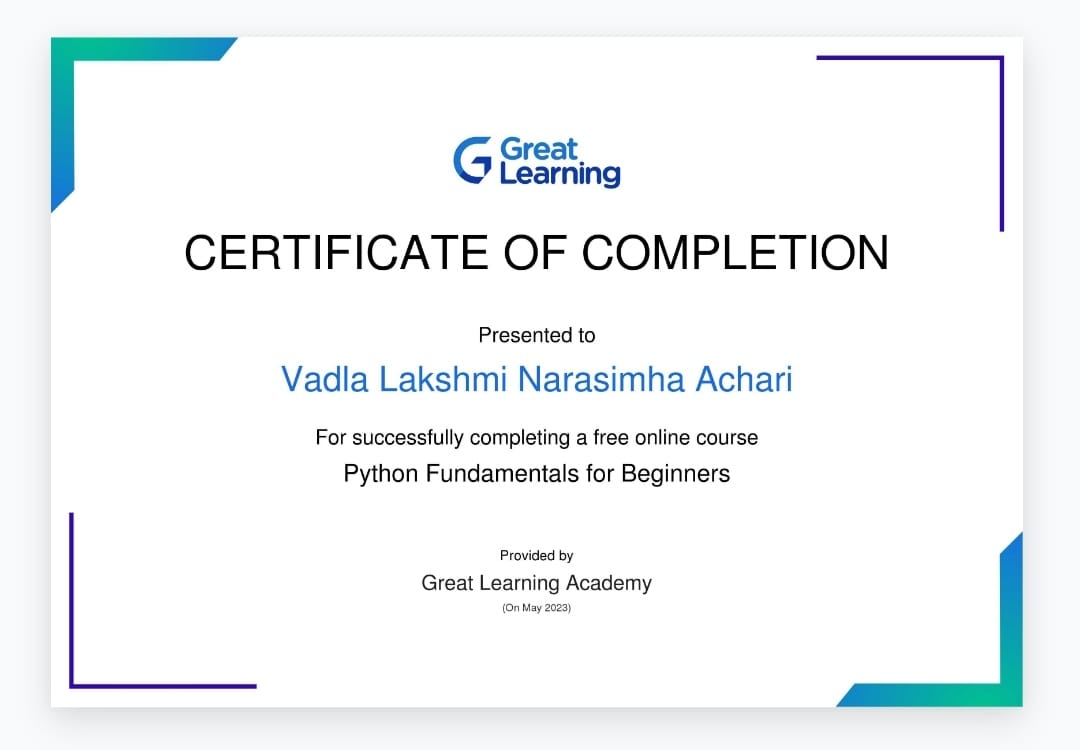 Great
Learning
CERTIFICATE OF COMPLETION
Presented to
Vadla Lakshmi Narasimha Achari
For successfully completing a free online course
Python Fundamentals for Beginners
Provided by
Great Learning Academy
(On May 2023)